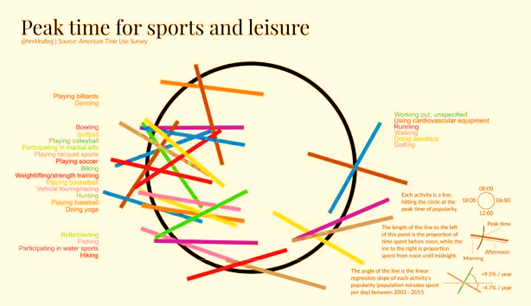 Peak time for sports and leisure
@hnrklndbrg | Source: American Time Use Survey
Playing billiards
Dancing
Bowling
Softball
Playing volleyball
Participating in martial arts
Playing racquet sports
Playing soccer
Biking
Weightlifting/strength training
Playing basketball
Vehicle touring/racing
Hunting
Playing baseball
Doing yoga
Rollerblading
Fishing
Participating in water sports
Hiking
Working out, unspecified
Using cardiovascular equipment
Running
Walking
Doing aerobics
Golfing
Each activity is a line,
hitting the circle at the
peak time of popularity.
00:00
18:00
06:00
12:00
The length of the line to the left
of this point is the proportion of
time spent before noon, while the
line to the right is proportion
spent from noon until midnight.
Peak time
Afternoon
Morning
The angle of the line is the linear
regression slope of each activity's
popularity (population minutes spent
per day) between 2003 - 2015.
+9.5% / year
-4.7% / year